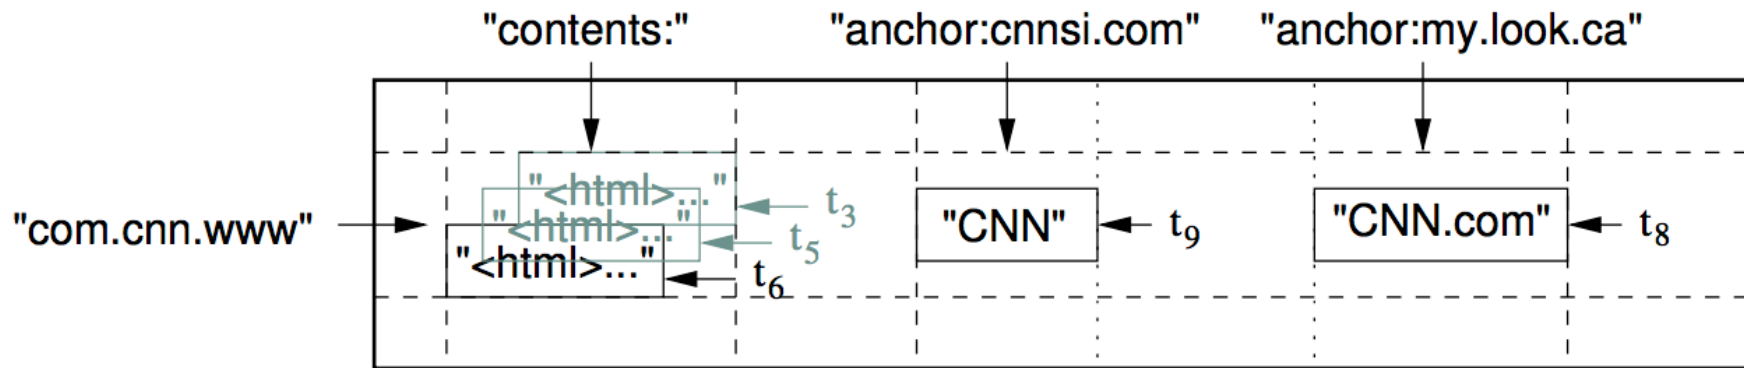 "contents:" "anchor:cnnsi.com" "anchor:my.look.ca"
"<html>..." t3
"com.cnn.www" "<html>..." t5 "CNN" t9 "CNN.com" t8
"<html>..." t6